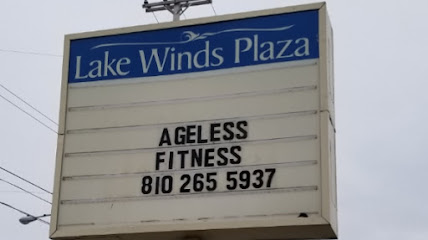 Lake Winds Plaza
AGELESS
FITNESS
810 265 5937